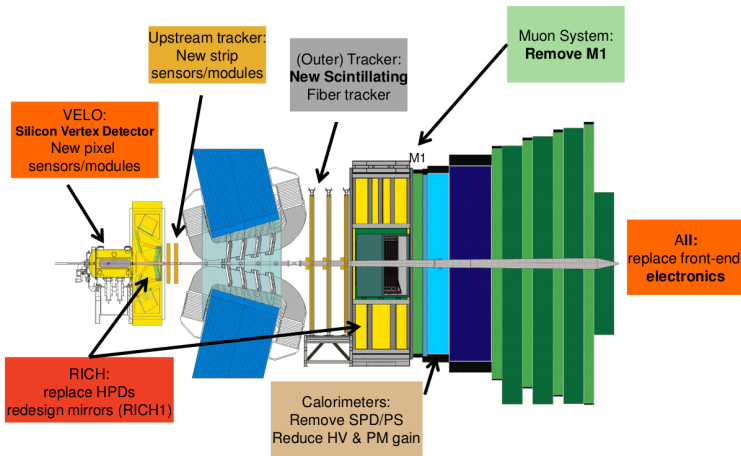 Upstream tracker:
New strip
sensors/modules
(Outer) Tracker:
New Scintillating
Fiber tracker
Muon System:
Remove M1
VELO:
Silicon Vertex Detector
New pixel
sensors/modules
M1
All:
replace front-end
electronics
RICH:
replace HPDs
redesign mirrors (RICH1)
Calorimeters:
Remove SPD/PS
Reduce HV & PM gain